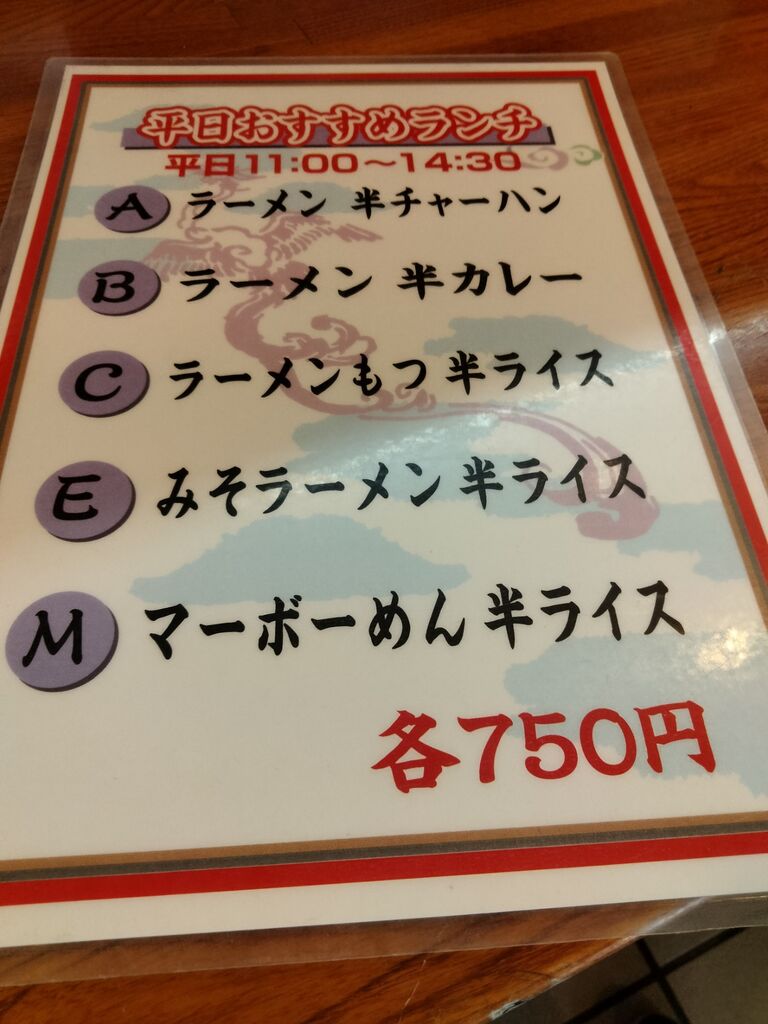 平日おすすめランチ
平日11:00～14:30
A ラーメン 半チャーハン
B ラーメン 半カレー
C ラーメンもつ 半ライス
E みそラーメン 半ライス
M マーボーめん 半ライス
各750円